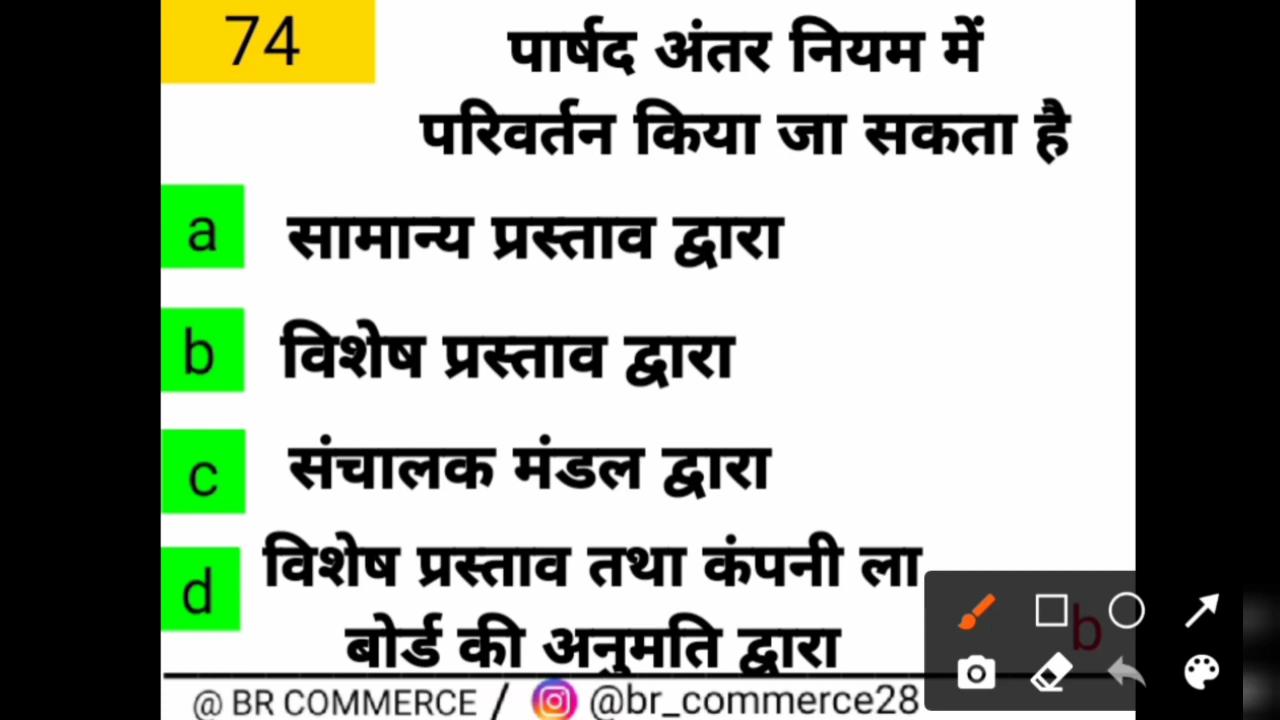 74
पार्षद अंतर नियम में
परिवर्तन किया जा सकता है
a सामान्य प्रस्ताव द्वारा
b विशेष प्रस्ताव द्वारा
c संचालक मंडल द्वारा
d विशेष प्रस्ताव तथा कंपनी ला
बोर्ड की अनुमति द्वारा
b
@ BR COMMERCE / @br_commerce28